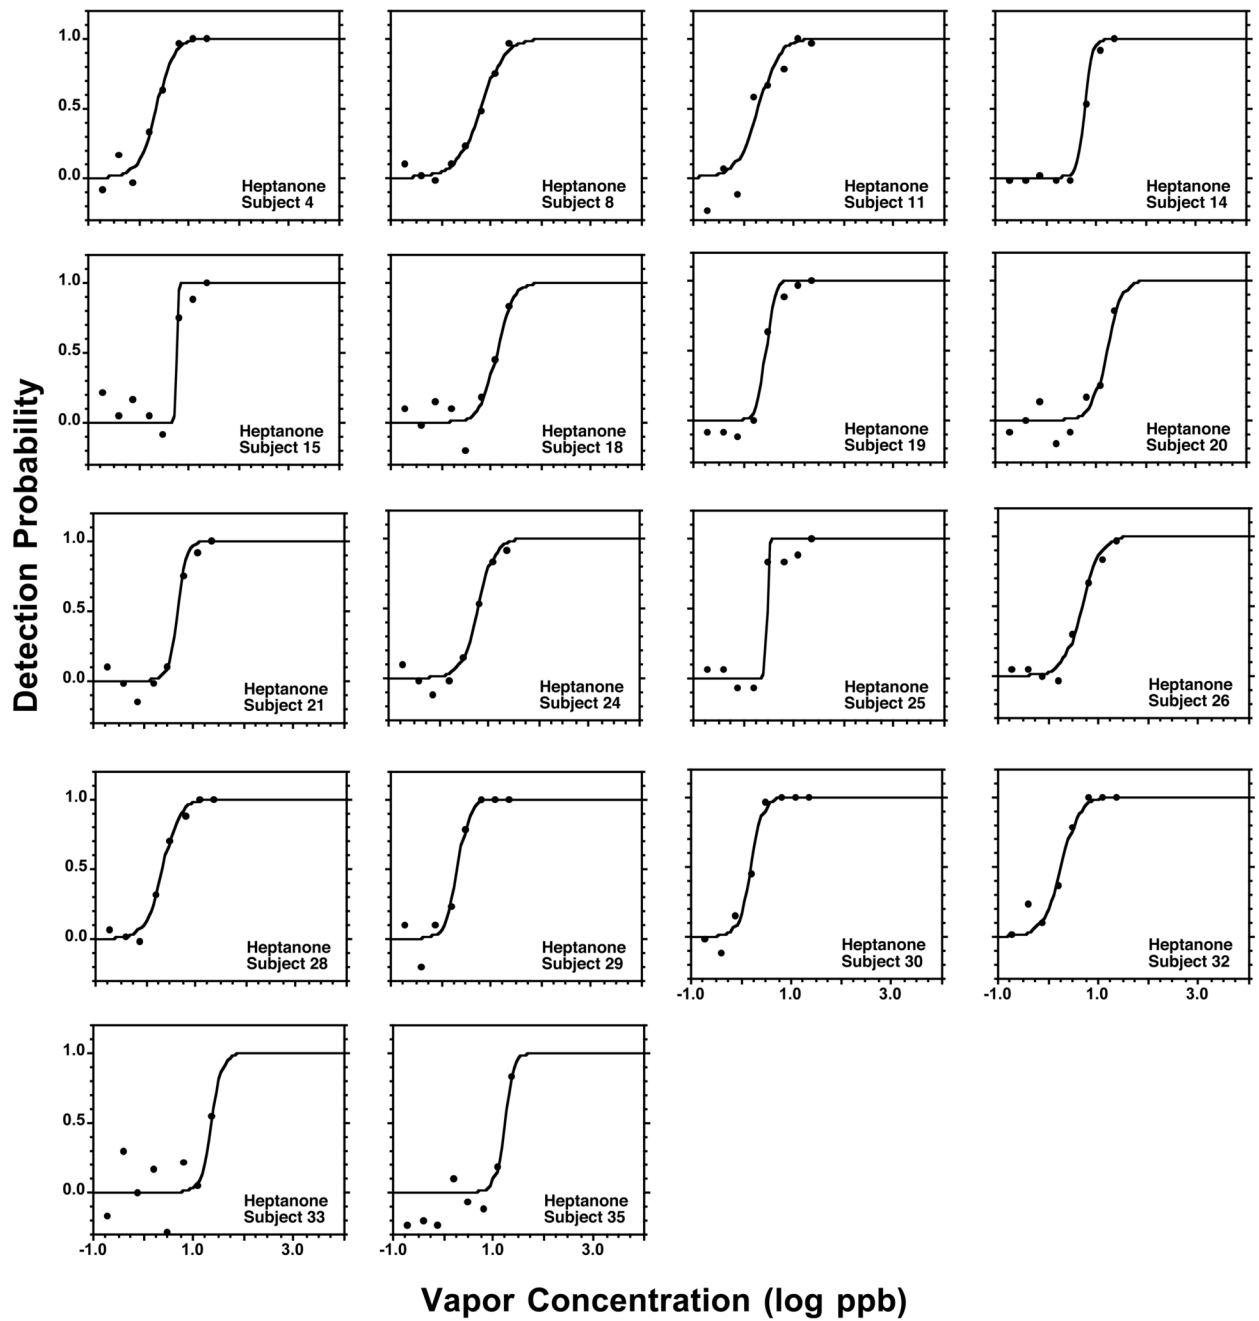 1.0
0.5
0.0
Heptanone
Subject 4
Heptanone
Subject 8
Heptanone
Subject 11
Heptanone
Subject 14
1.0
0.5
0.0
Heptanone
Subject 15
Heptanone
Subject 18
Heptanone
Subject 19
Heptanone
Subject 20
Detection Probability
1.0
0.5
0.0
Heptanone
Subject 21
Heptanone
Subject 24
Heptanone
Subject 25
Heptanone
Subject 26
1.0
0.5
0.0
Heptanone
Subject 28
Heptanone
Subject 29
Heptanone
Subject 30
-1.0 1.0 3.0
Heptanone
Subject 32
-1.0 1.0 3.0
1.0
0.5
0.0
Heptanone
Subject 33
-1.0 1.0 3.0
Heptanone
Subject 35
-1.0 1.0 3.0
Vapor Concentration (log ppb)